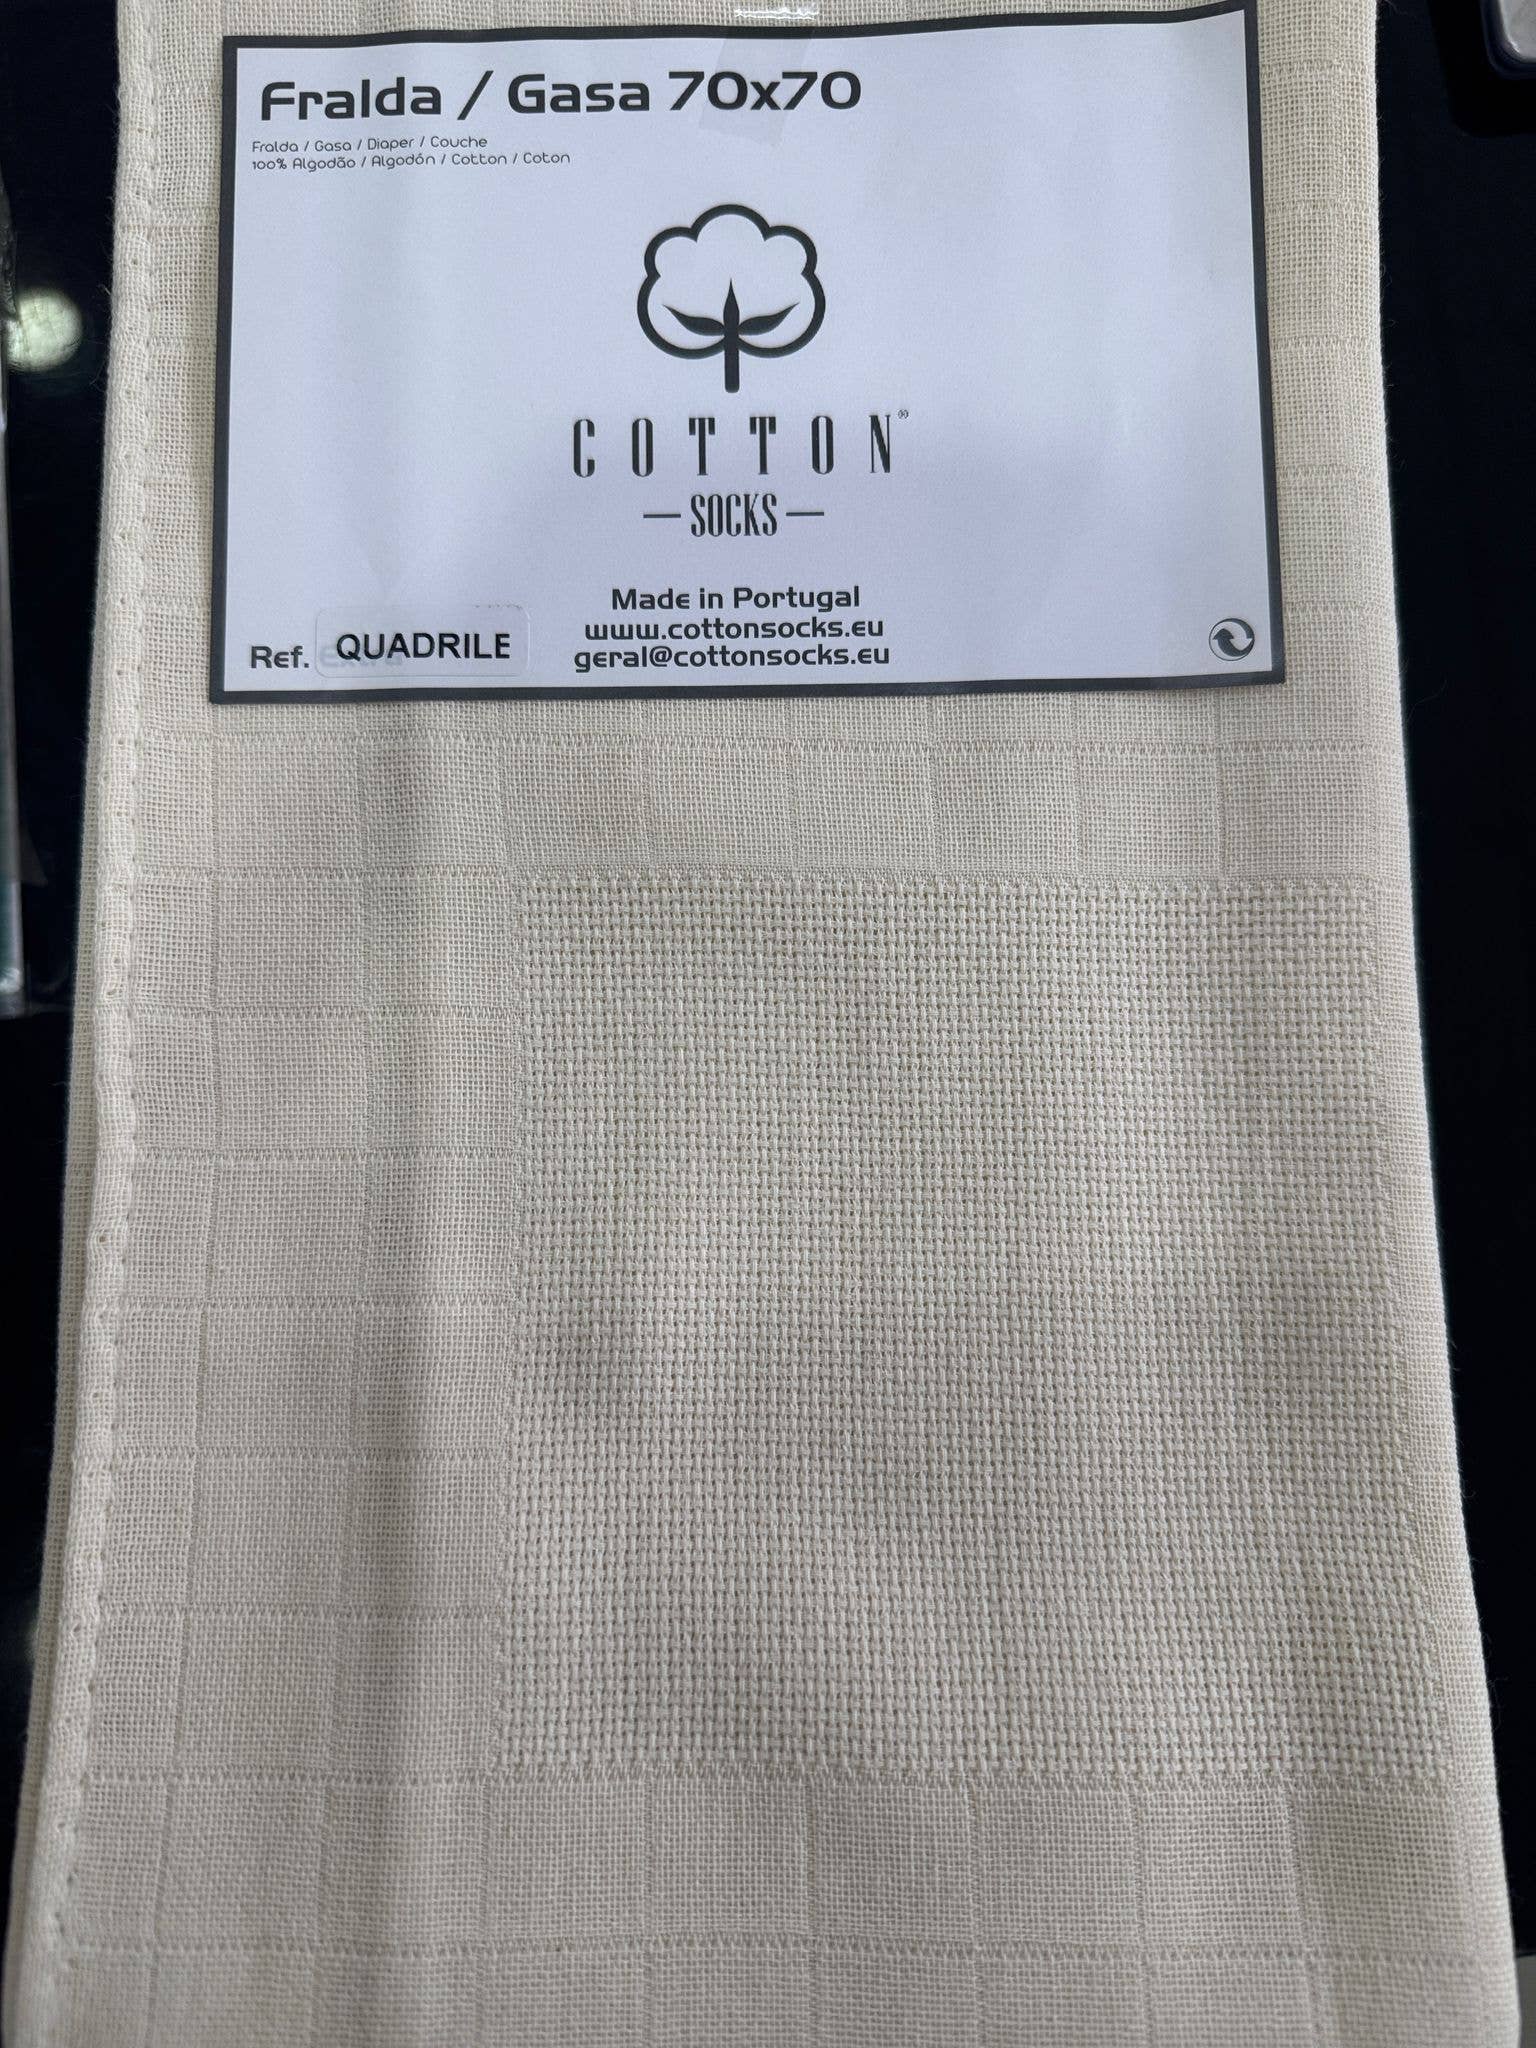 Fralda / Gasa 70x70
Fralda / Gasa / Diaper / Couche
100% Algodão / Algodón / Cotton / Coton
COTTON®
SOCKS
Made in Portugal
www.cottonsocks.eu
Ref. QUADRILE geral@cottonsocks.eu